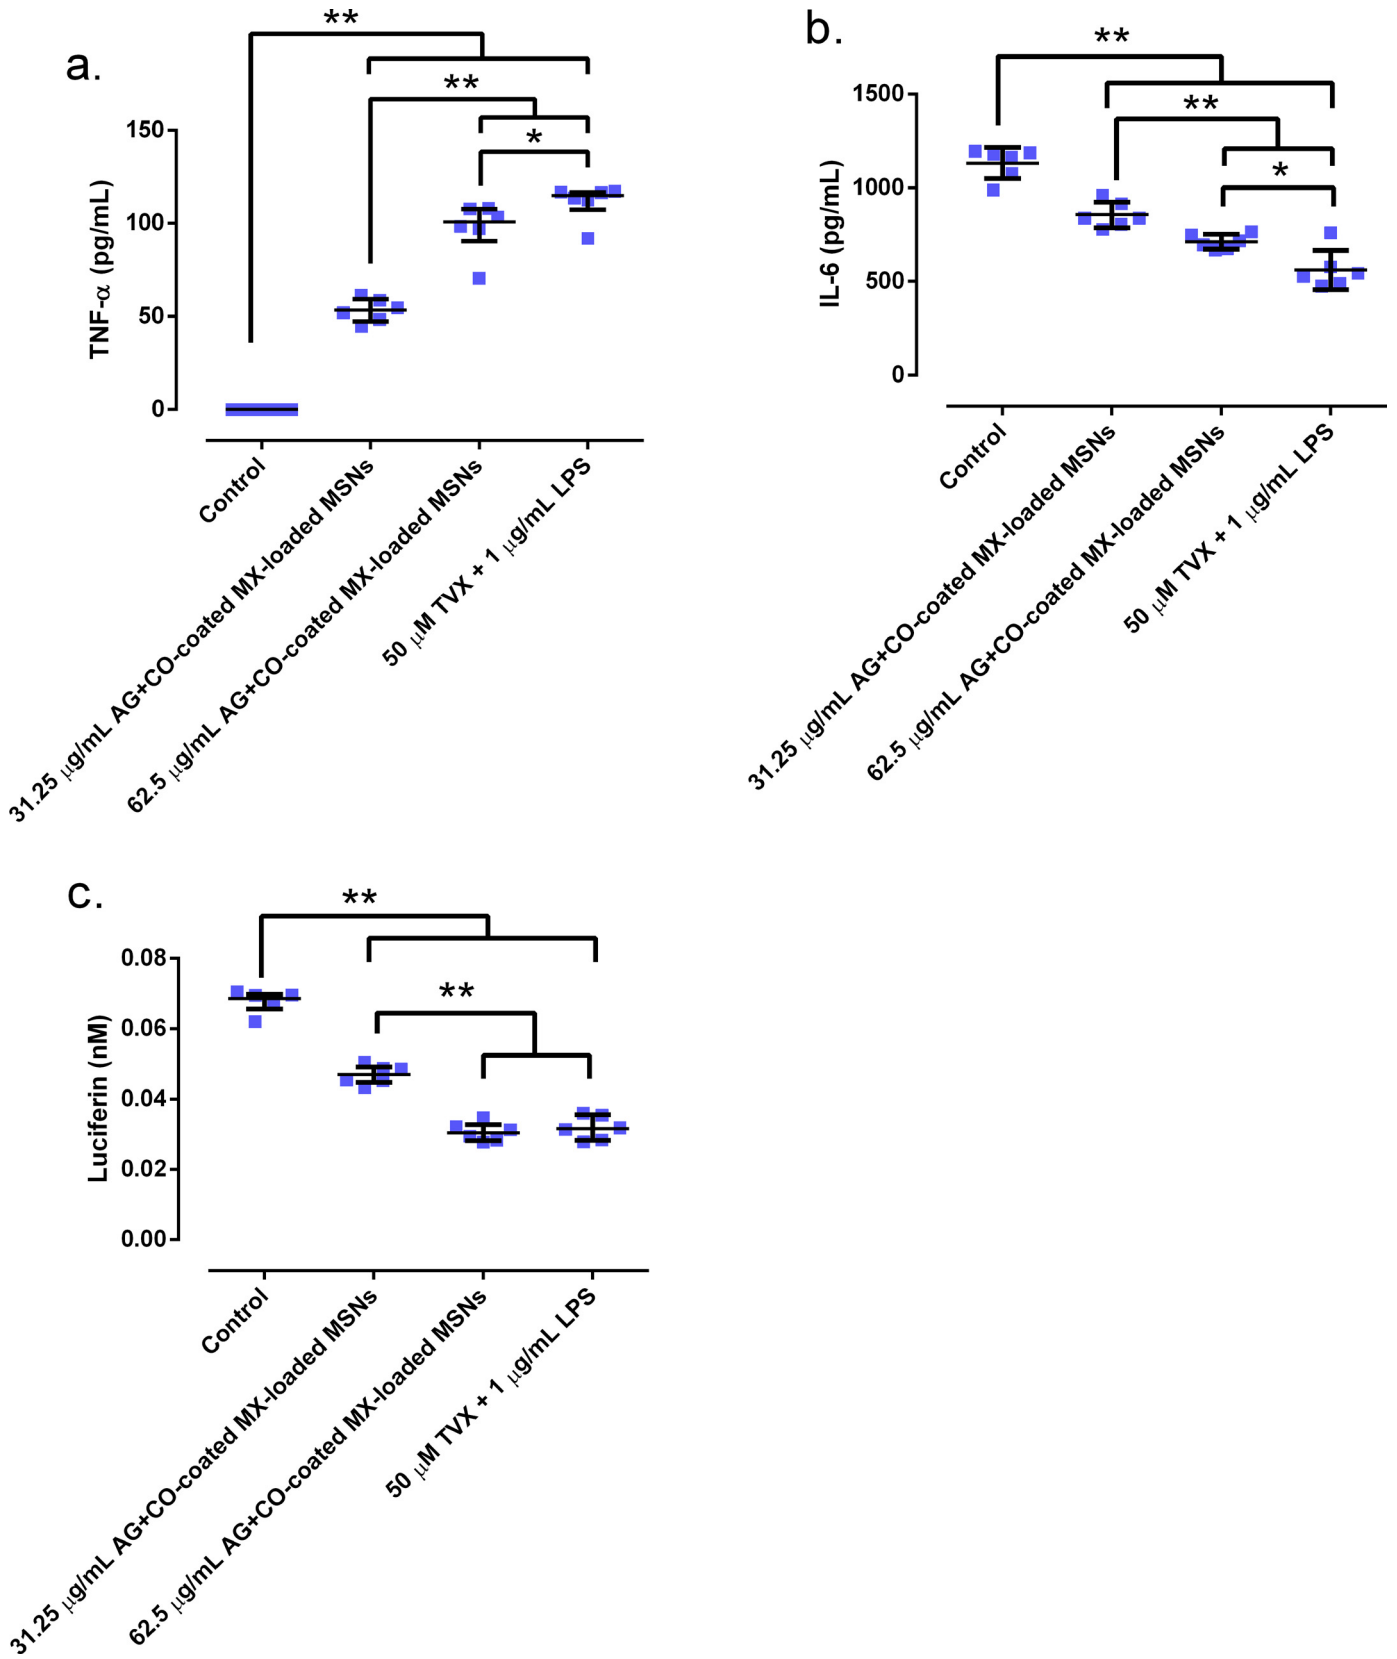 a.
**
**
*
TNF-α (pg/mL)
150
100
50
0
Control
31.25 μg/mL AG+CO-coated MX-loaded MSNs
62.5 μg/mL AG+CO-coated MX-loaded MSNs
50 μM TVX + 1 μg/mL LPS
b.
**
**
*
IL-6 (pg/mL)
1500
1000
500
0
Control
31.25 μg/mL AG+CO-coated MX-loaded MSNs
62.5 μg/mL AG+CO-coated MX-loaded MSNs
50 μM TVX + 1 μg/mL LPS
c.
**
**
Luciferin (nM)
0.08
0.06
0.04
0.02
0.00
Control
31.25 μg/mL AG+CO-coated MX-loaded MSNs
62.5 μg/mL AG+CO-coated MX-loaded MSNs
50 μM TVX + 1 μg/mL LPS